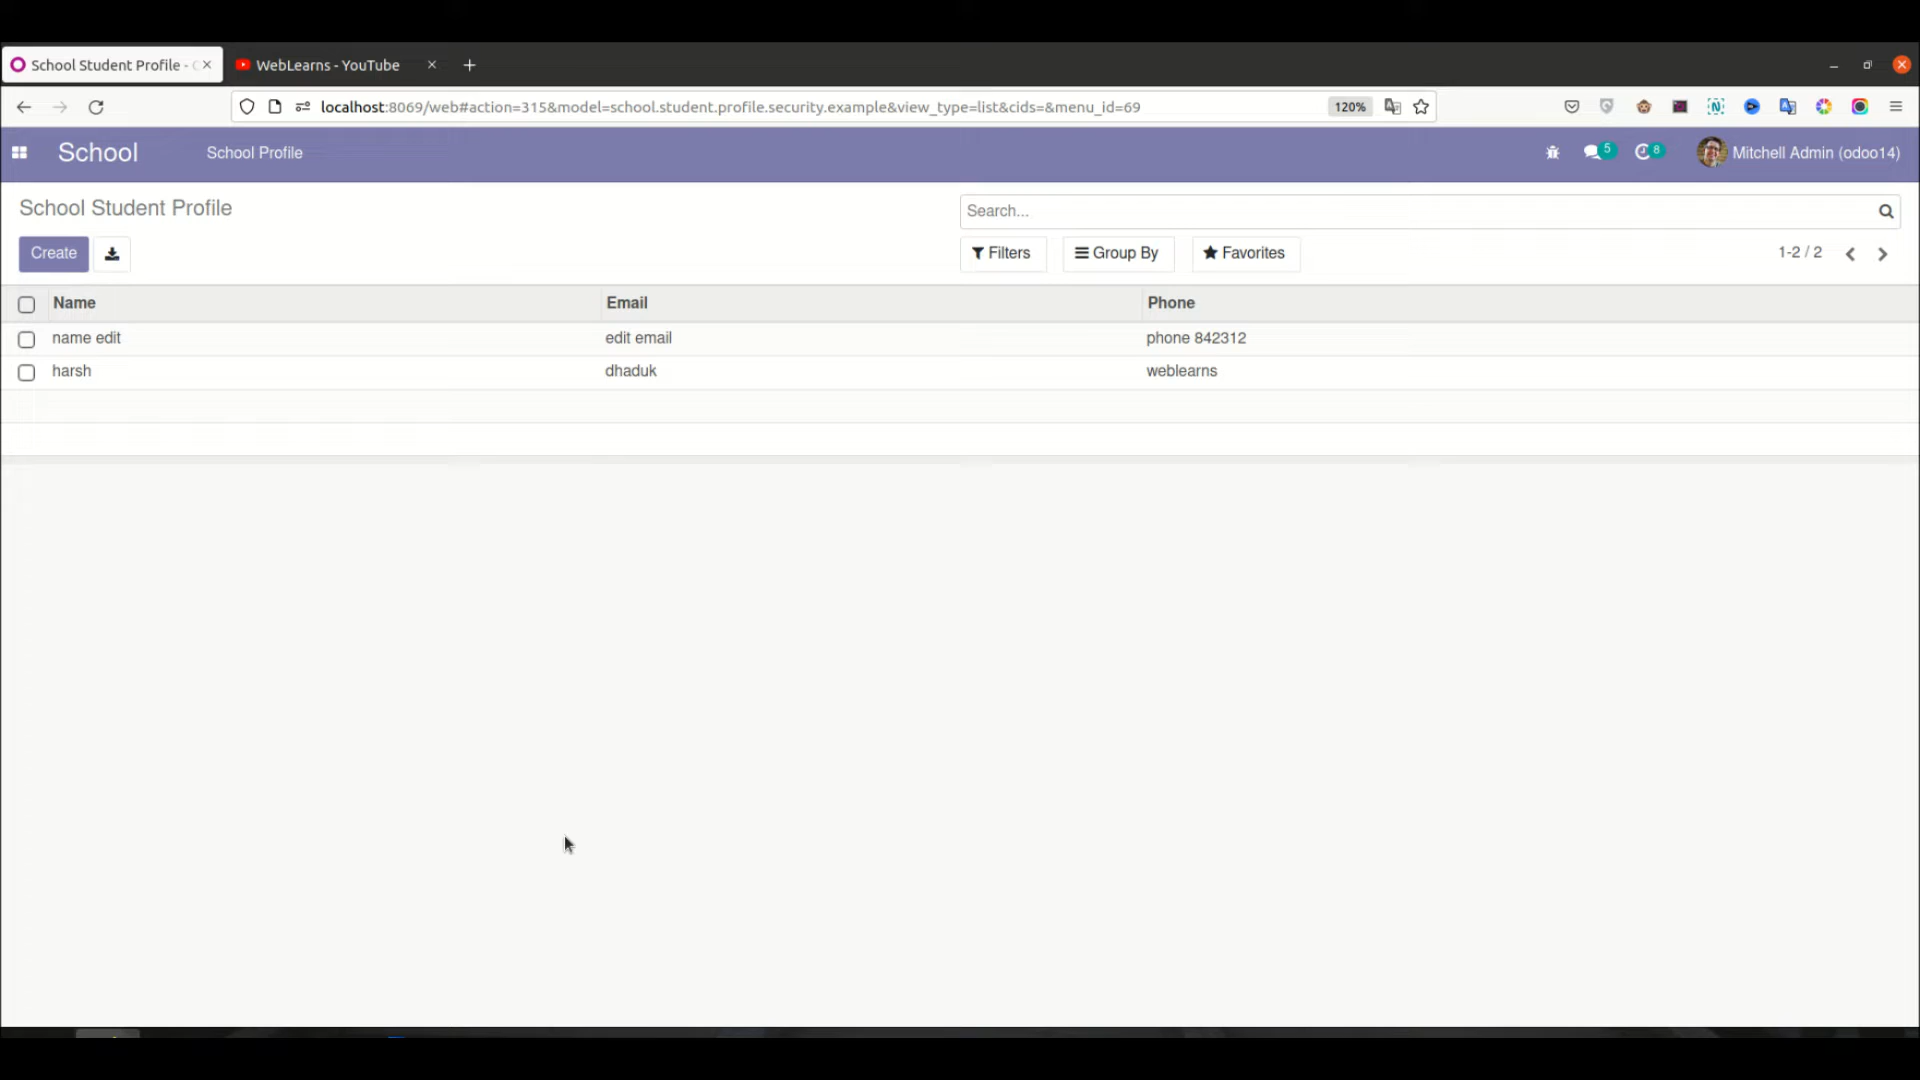 School Student Profile -
WebLearns - YouTube
localhost:8069/web#action=315&model=school.student.profile.security.example&view_type=list&cids=&menu_id=69
120%
School
School Profile
5
8
Mitchell Admin (odoo14)
School Student Profile
Search...
Create
Filters
Group By
Favorites
1-2 / 2
Name Email Phone
name edit edit email phone 842312
harsh dhaduk weblearns